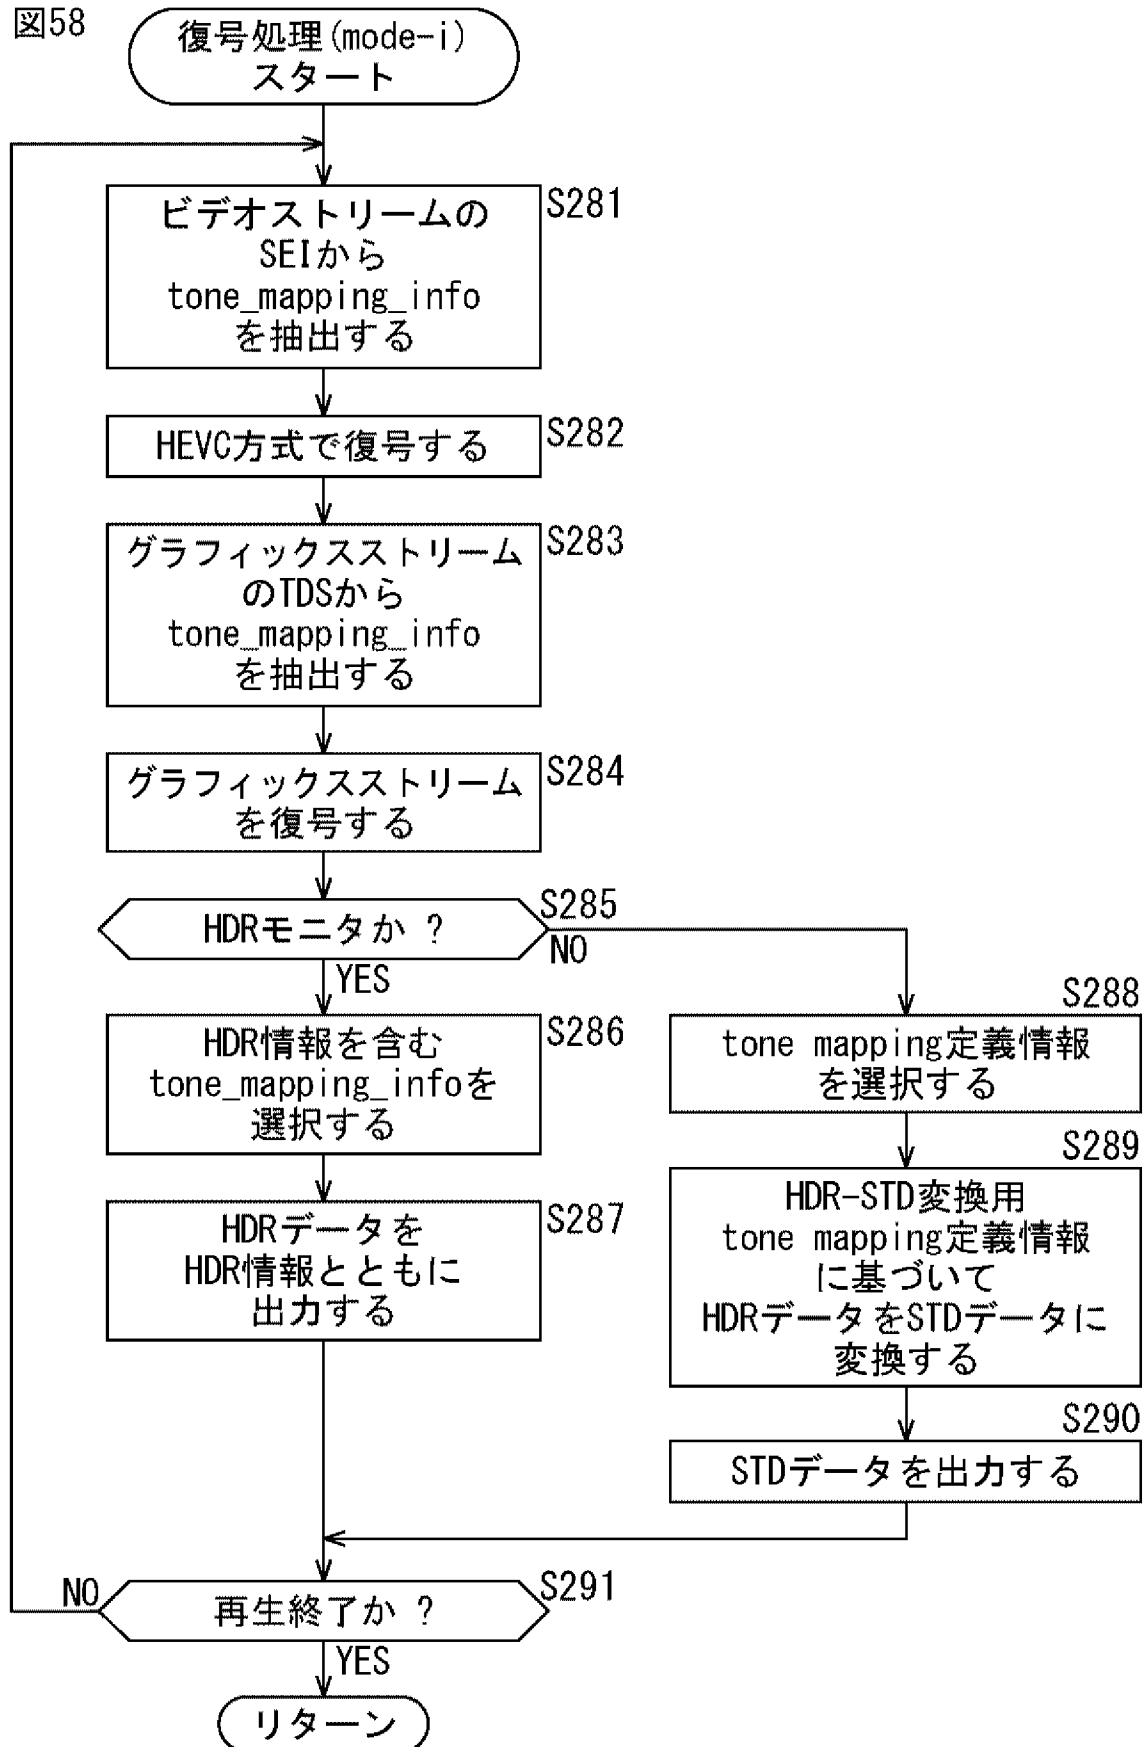 図58
復号処理(mode-i)
スタート
S281
ビデオストリームの
SEIから
tone_mapping_info
を抽出する
S282
HEVC方式で復号する
S283
グラフィックスストリーム
のTDSから
tone_mapping_info
を抽出する
S284
グラフィックスストリーム
を復号する
S285
HDRモニタか ?
NO
YES
S286
HDR情報を含む
tone_mapping_infoを
選択する
S287
HDRデータを
HDR情報とともに
出力する
S288
tone mapping定義情報
を選択する
S289
HDR-STD変換用
tone mapping定義情報
に基づいて
HDRデータをSTDデータに
変換する
S290
STDデータを出力する
S291
NO
再生終了か ?
YES
リターン